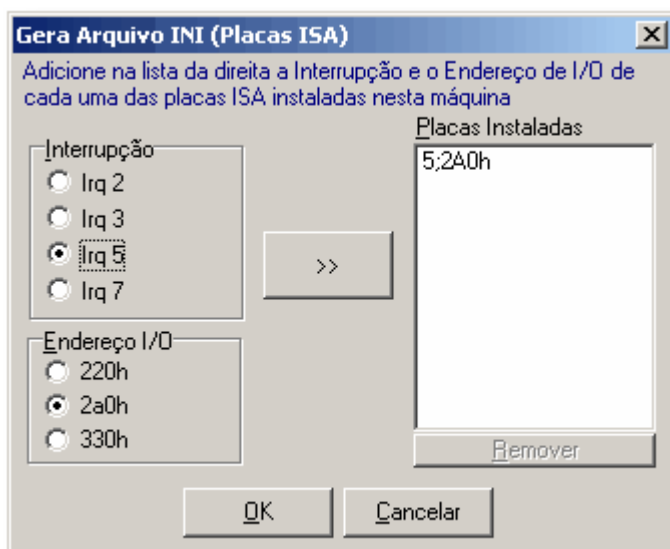 Gera Arquivo INI (Placas ISA)
Adicione na lista da direita a Interrupção e o Endereço de I/O de
cada uma das placas ISA instaladas nesta máquina
Interrupção
Irq 2
Irq 3
Irq 5
Irq 7
>>
Endereço I/O
220h
2a0h
330h
Placas Instaladas
5;2A0h
Remover
OK
Cancelar